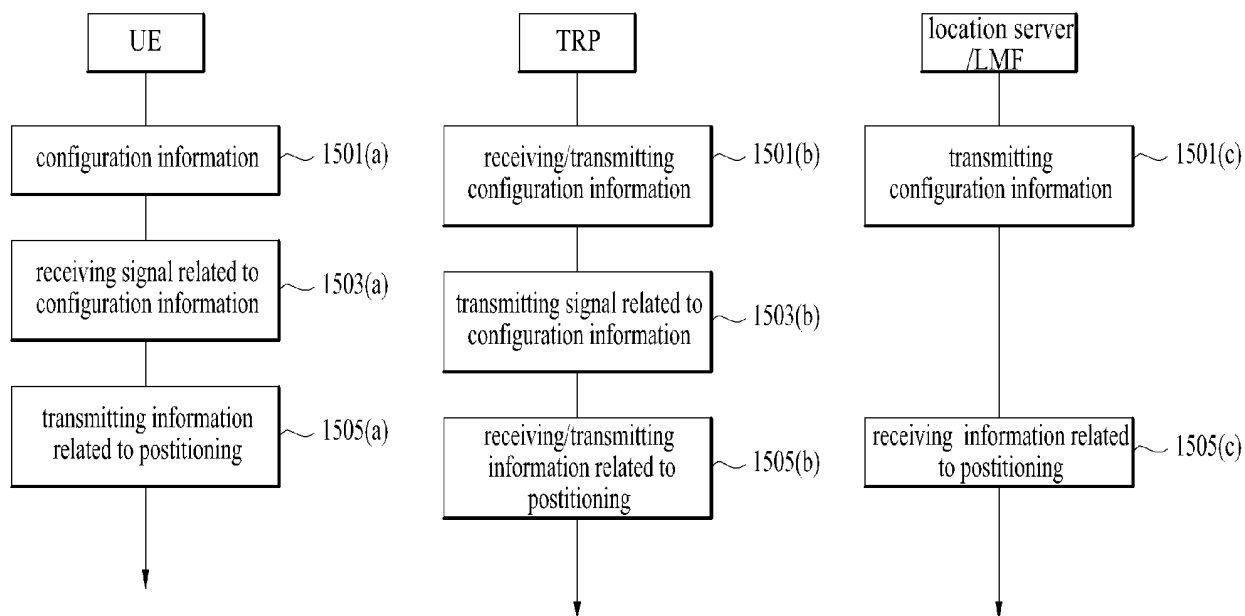 UE
configuration information
1501(a)
receiving signal related to
configuration information
1503(a)
transmitting information
related to postitioning
1505(a)
TRP
receiving/transmitting
configuration information
1501(b)
transmitting signal related to
configuration information
1503(b)
receiving/transmitting
information related to
postitioning
1505(b)
location server
/LMF
transmitting
configuration information
1501(c)
receiving information related
to postitioning
1505(c)